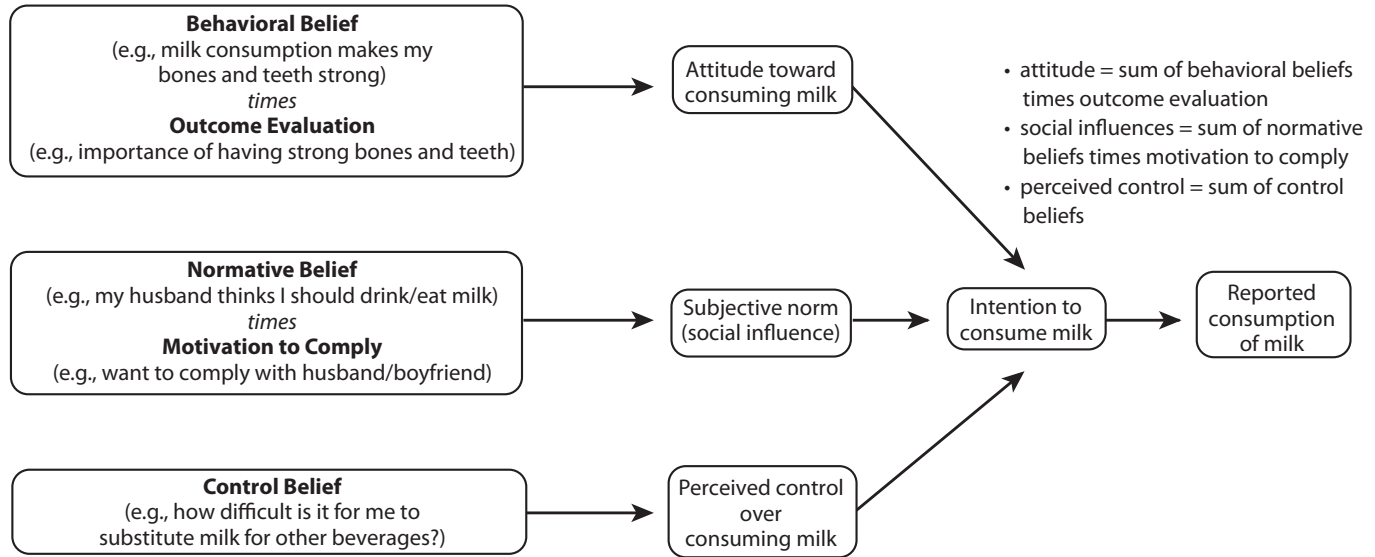 Behavioral Belief
(e.g., milk consumption makes my
bones and teeth strong)
times
Outcome Evaluation
(e.g., importance of having strong bones and teeth)
Attitude toward
consuming milk
• attitude = sum of behavioral beliefs
times outcome evaluation
• social influences = sum of normative
beliefs times motivation to comply
• perceived control = sum of control
beliefs
Normative Belief
(e.g., my husband thinks I should drink/eat milk)
times
Motivation to Comply
(e.g., want to comply with husband/boyfriend)
Subjective norm
(social influence)
Intention to
consume milk
Reported
consumption
of milk
Control Belief
(e.g., how difficult is it for me to
substitute milk for other beverages?)
Perceived control
over
consuming milk